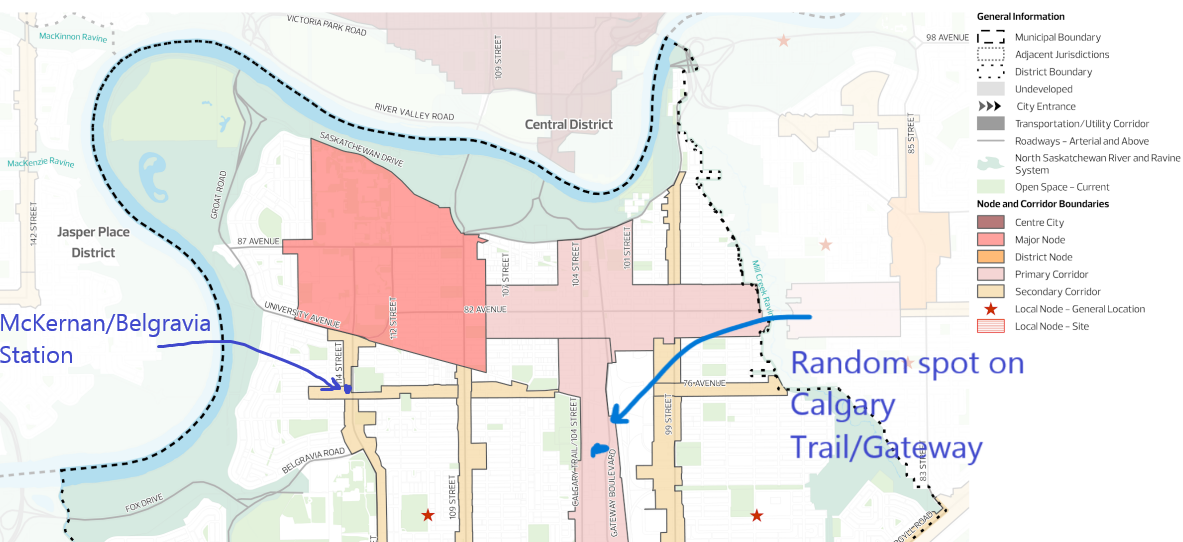 VICTORIA PARK ROAD
MacKinnon Ravine
109 STREET
98 AVENUE
RIVER VALLEY ROAD
Central District
85 STREET
SASKATCHEWAN DRIVE
MacKenzie Ravine
GROAT ROAD
142 STREET
Jasper Place
District
87 AVENUE
107 STREET
104 STREET
101 STREET
Mill Creek Ravine
UNIVERSITY AVENUE
112 STREET
82 AVENUE
McKernan/Belgravia
Station
114 STREET
76 AVENUE
Random spot on
Calgary
Trail/Gateway
99 STREET
CALGARY TRAIL/104 STREET
GATEWAY BOULEVARD
BELGRAVIA ROAD
83 STREET
FOX DRIVE
109 STREET
ARGYLL ROAD
General Information
Municipal Boundary
Adjacent Jurisdictions
District Boundary
Undeveloped
City Entrance
Transportation/Utility Corridor
Roadways - Arterial and Above
North Saskatchewan River and Ravine
System
Open Space - Current
Node and Corridor Boundaries
Centre City
Major Node
District Node
Primary Corridor
Secondary Corridor
Local Node - General Location
Local Node - Site